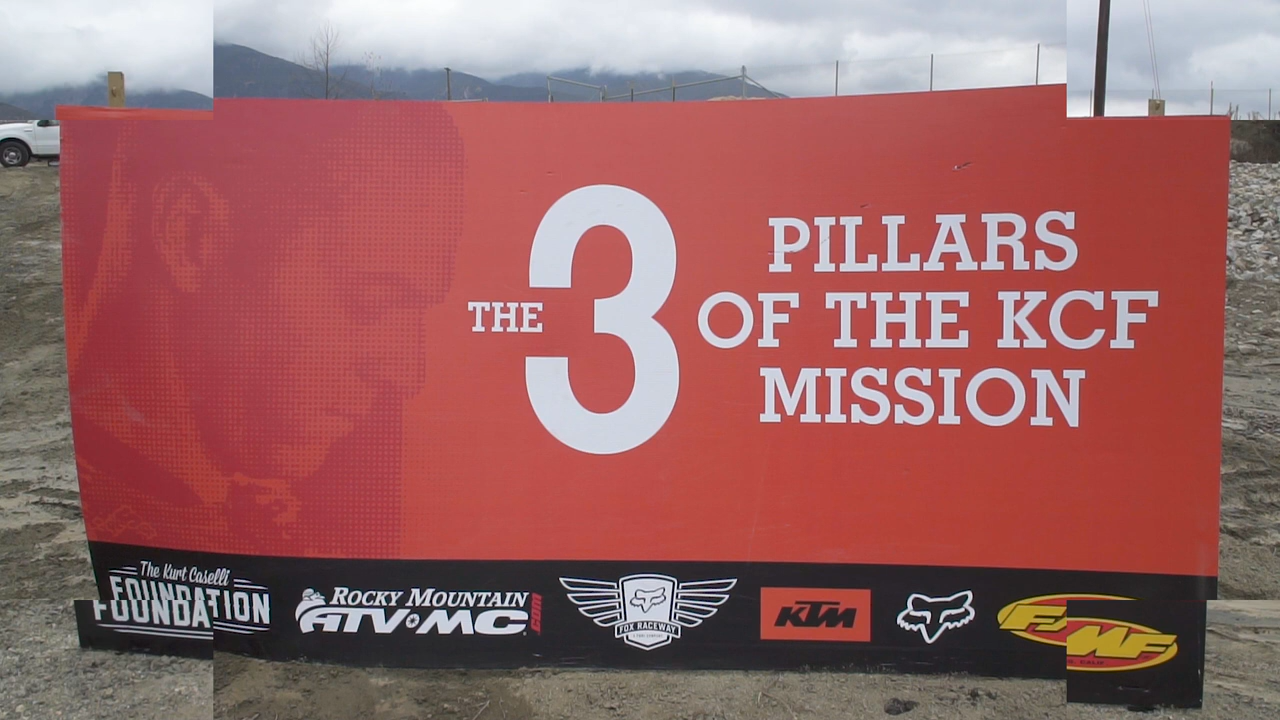 THE 3
PILLARS
OF THE KCF
MISSION
The Kurt Caselli
FOUNDATION
ROCKY MOUNTAIN
ATV MC .COM
FOX RACEWAY
KTM
FMF